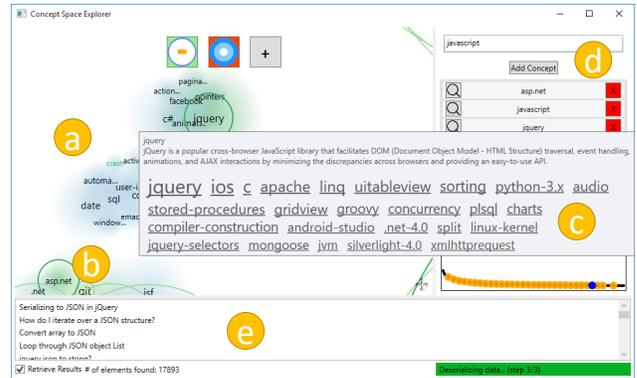 Concept Space Explorer
+
javascript
Add Concept
d
asp.net
X
javascript
X
jquery
pagina...
action...
pointers
facebook
c#
animati...
jquery
a
crash
activ
automa...
user-i
date
sql
window...
emac
jquery
jQuery is a popular cross-browser JavaScript library that facilitates DOM (Document Object Model - HTML Structure) traversal, event handling,
animations, and AJAX interactions by minimizing the discrepancies across browsers and providing an easy-to-use API.
jquery ios c apache linq uitableview sorting python-3.x audio
stored-procedures gridview groovy concurrency plsql charts
compiler-construction android-studio .net-4.0 split linux-kernel
jquery-selectors mongoose jvm silverlight-4.0 xmlhttprequest
c
b
asp.net
.net
git
jsf
Serializing to JSON in jQuery
How do I iterate over a JSON structure?
Convert array to JSON
Loop through JSON object List
jquery json to string?
e
Retrieve Results # of elements found: 17893
Deserializing data... (step 3/3)